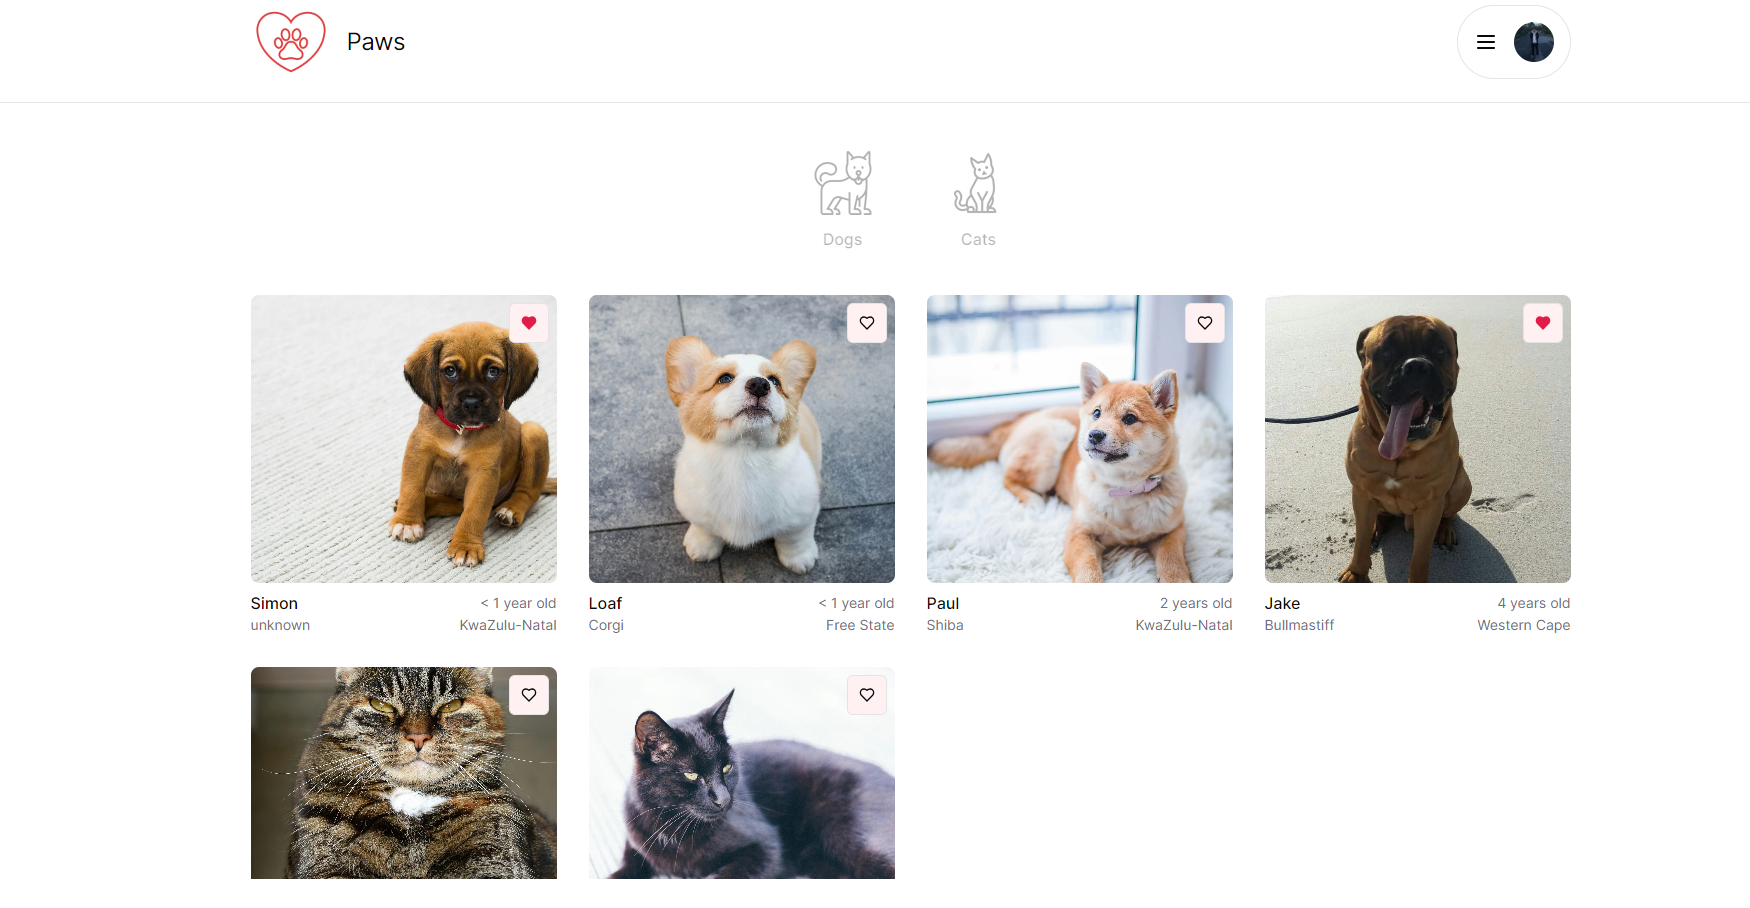 Paws
Dogs
Cats
Simon
< 1 year old
unknown
KwaZulu-Natal
Loaf
< 1 year old
Corgi
Free State
Paul
2 years old
Shiba
KwaZulu-Natal
Jake
4 years old
Bullmastiff
Western Cape